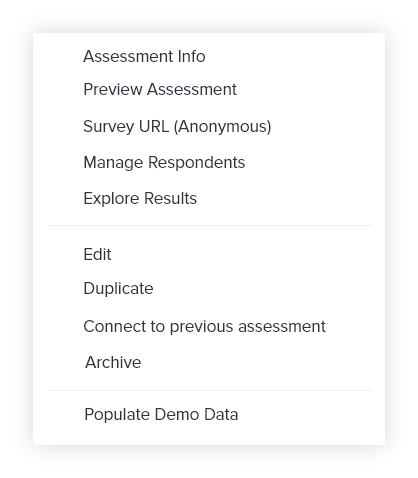 Assessment Info
Preview Assessment
Survey URL (Anonymous)
Manage Respondents
Explore Results
Edit
Duplicate
Connect to previous assessment
Archive
Populate Demo Data